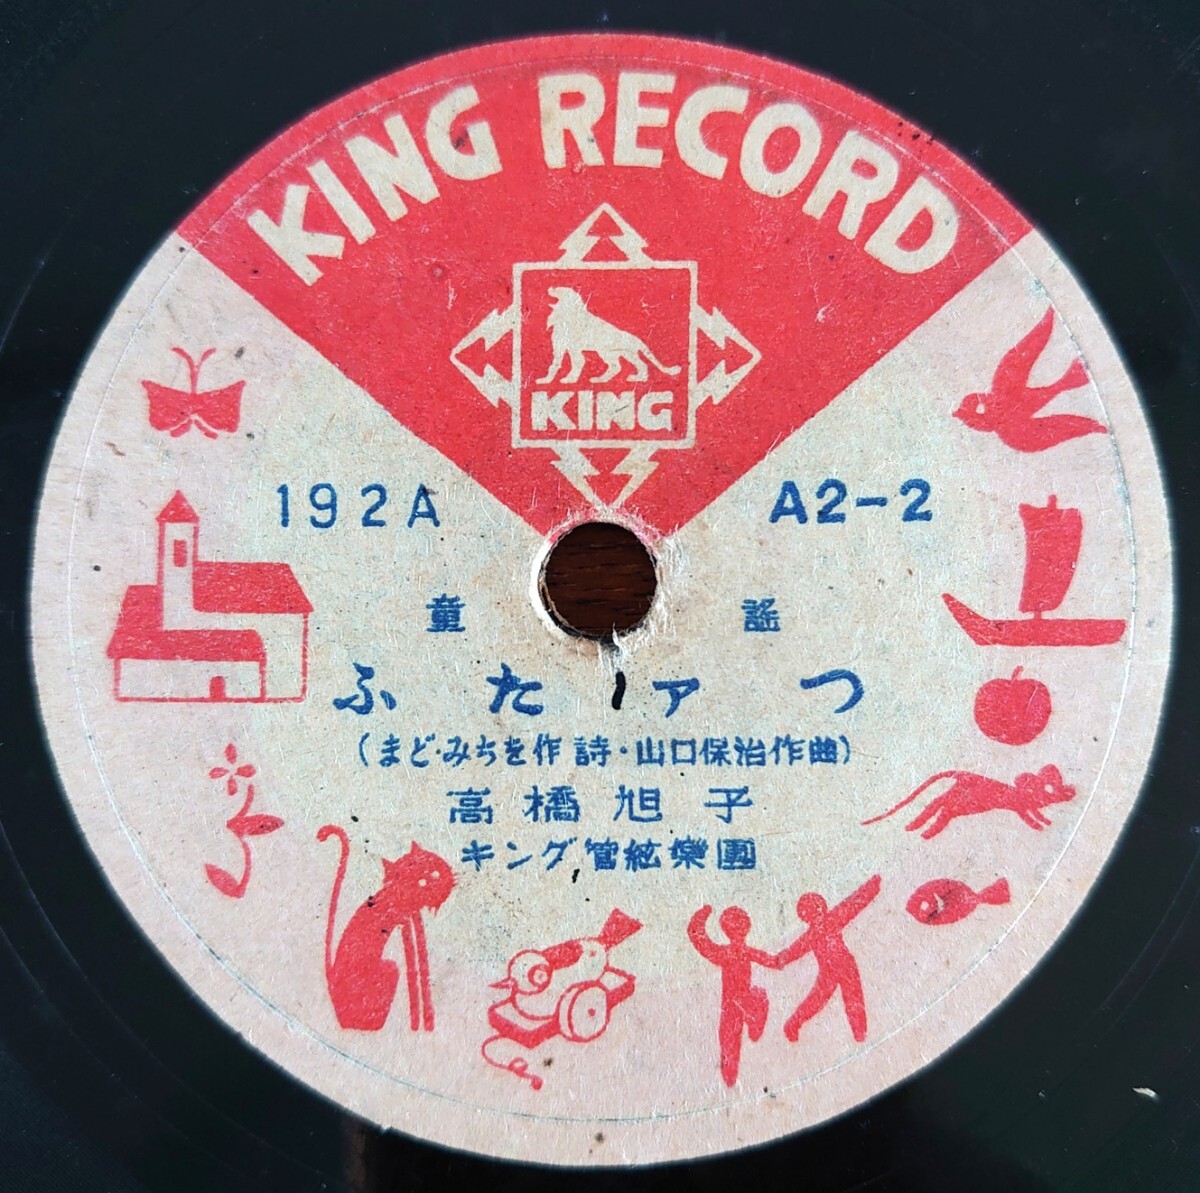 KING RECORD
KING
192A
A2-2
童謡
ふたァつ
(まど・みちを作詩・山口保治作曲)
高橋旭子
キング管絃樂團